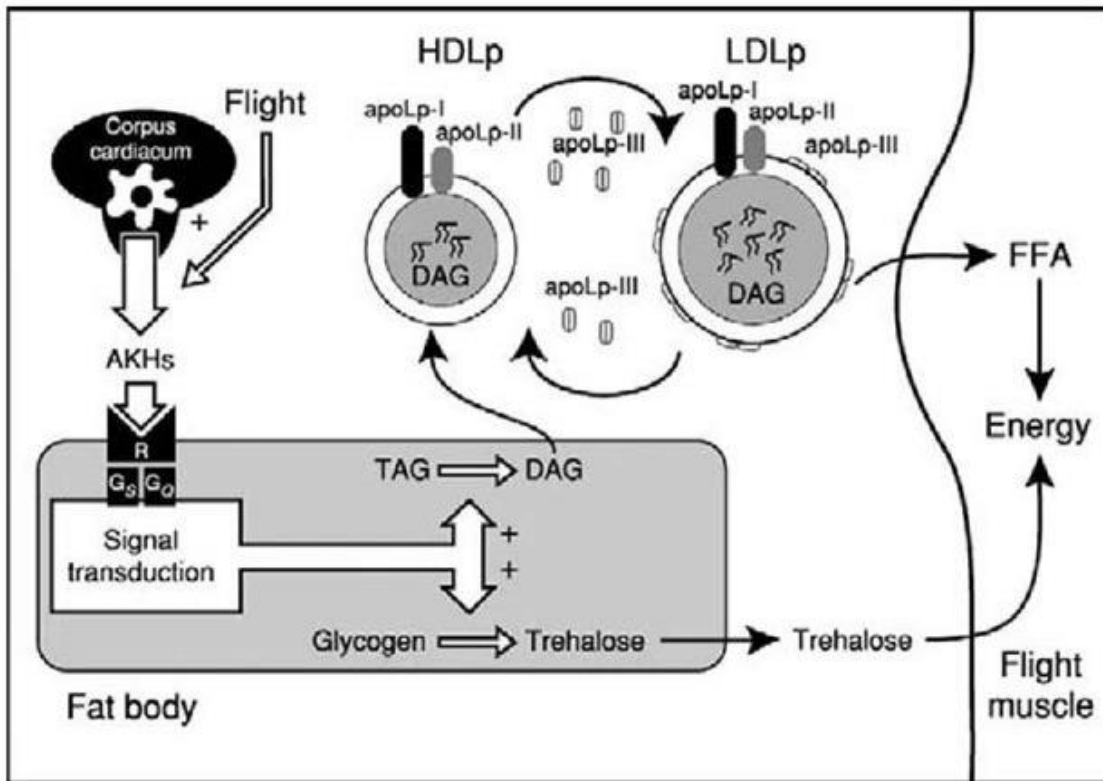 HDLp
LDLp
Flight
apoLp-I
apoLp-II
apoLp-III
apoLp-I
apoLp-II
apoLp-III
Corpus
cardiacum
+
DAG
DAG
apoLp-III
FFA
AKHs
Energy
R
GS GQ
TAG DAG
Signal
transduction
+
+
Glycogen Trehalose Trehalose
Fat body
Flight
muscle